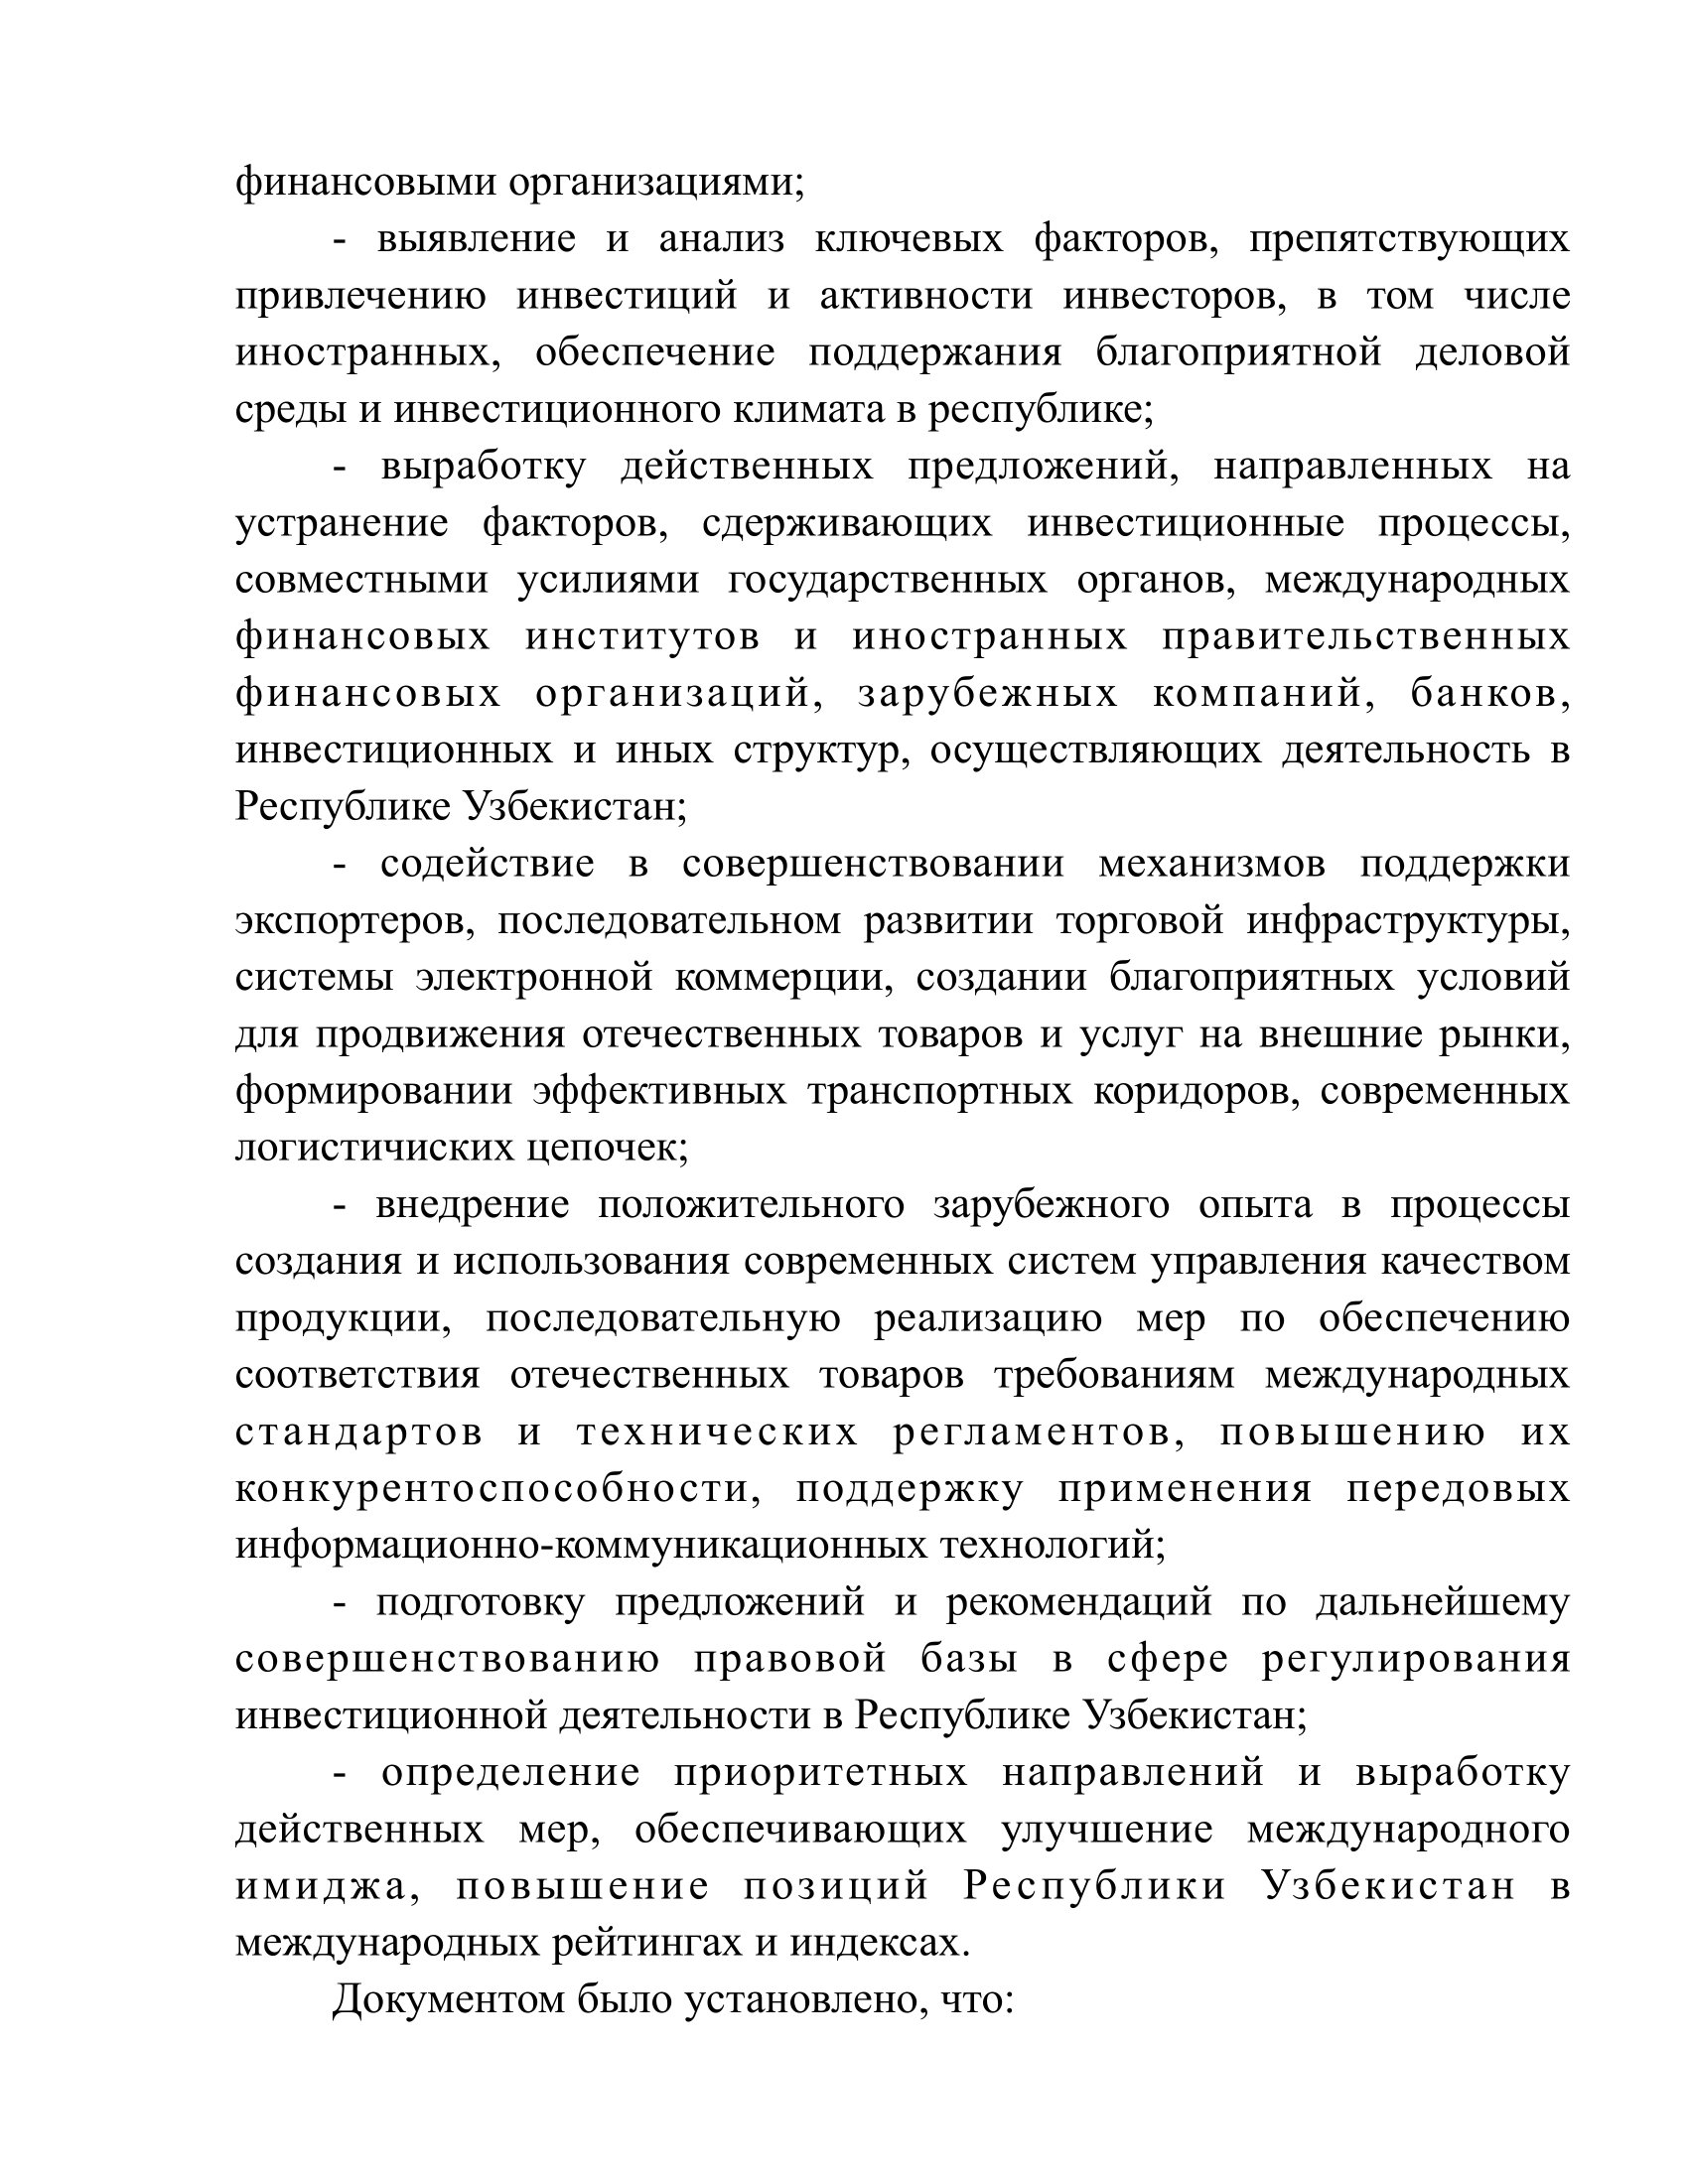 финансовыми организациями;
- выявление и анализ ключевых факторов, препятствующих
привлечению инвестиций и активности инвесторов, в том числе
иностранных, обеспечение поддержания благоприятной деловой
среды и инвестиционного климата в республике;
- выработку действенных предложений, направленных на
устранение факторов, сдерживающих инвестиционные процессы,
совместными усилиями государственных органов, международных
финансовых институтов и иностранных правительственных
финансовых организаций, зарубежных компаний, банков,
инвестиционных и иных структур, осуществляющих деятельность в
Республике Узбекистан;
- содействие в совершенствовании механизмов поддержки
экспортеров, последовательном развитии торговой инфраструктуры,
системы электронной коммерции, создании благоприятных условий
для продвижения отечественных товаров и услуг на внешние рынки,
формировании эффективных транспортных коридоров, современных
логистичиских цепочек;
- внедрение положительного зарубежного опыта в процессы
создания и использования современных систем управления качеством
продукции, последовательную реализацию мер по обеспечению
соответствия отечественных товаров требованиям международных
стандартов и технических регламентов, повышению их
конкурентоспособности, поддержку применения передовых
информационно-коммуникационных технологий;
- подготовку предложений и рекомендаций по дальнейшему
совершенствованию правовой базы в сфере регулирования
инвестиционной деятельности в Республике Узбекистан;
- определение приоритетных направлений и выработку
действенных мер, обеспечивающих улучшение международного
имиджа, повышение позиций Республики Узбекистан в
международных рейтингах и индексах.
Документом было установлено, что: